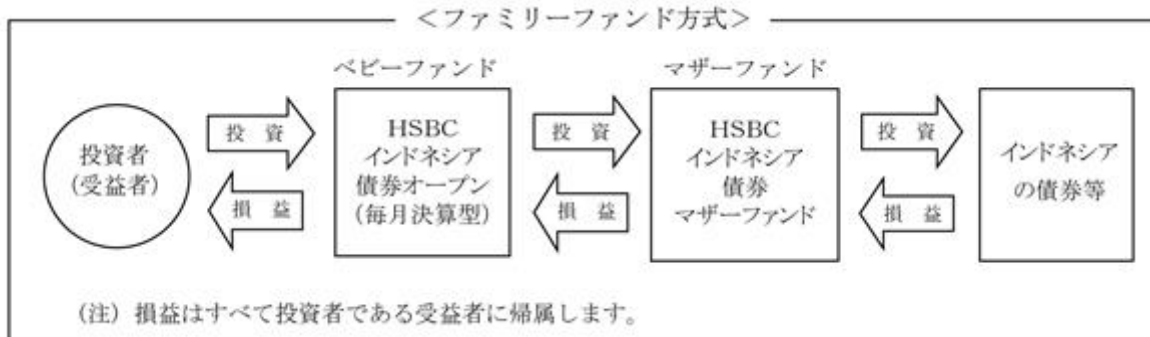 ＜ファミリーファンド方式＞
ベビーファンド
マザーファンド
投資者
(受益者)
投 資
損 益
HSBC
インドネシア
債券オープン
(毎月決算型)
投 資
損 益
HSBC
インドネシア
債券
マザーファンド
投 資
損 益
インドネシア
の債券等
(注) 損益はすべて投資者である受益者に帰属します。